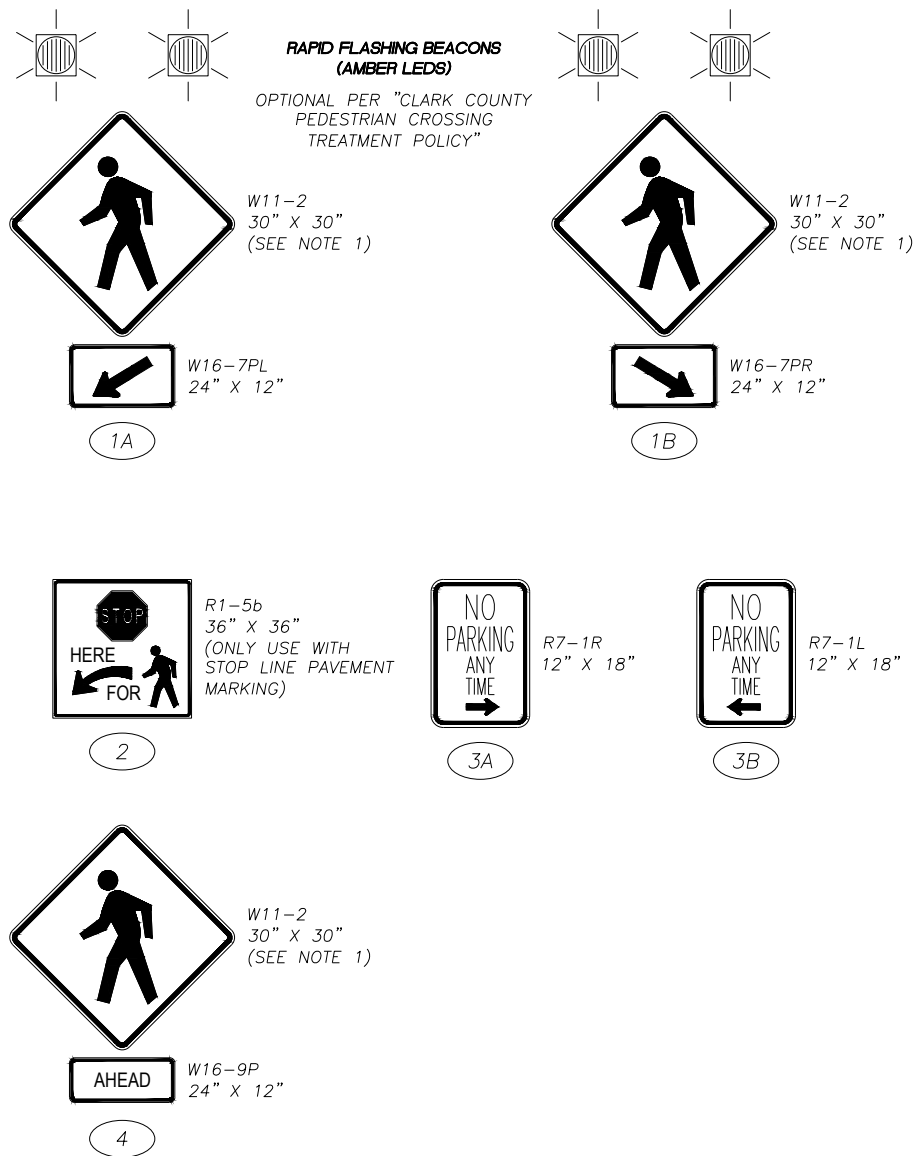 RAPID FLASHING BEACONS
(AMBER LEDS)
OPTIONAL PER "CLARK COUNTY
PEDESTRIAN CROSSING
TREATMENT POLICY"
W11-2
30" X 30"
(SEE NOTE 1)
W16-7PL
24" X 12"
1A
W11-2
30" X 30"
(SEE NOTE 1)
W16-7PR
24" X 12"
1B
STOP
HERE
FOR
R1-5b
36" X 36"
(ONLY USE WITH
STOP LINE PAVEMENT
MARKING)
2
NO
PARKING
ANY
TIME
R7-1R
12" X 18"
3A
NO
PARKING
ANY
TIME
R7-1L
12" X 18"
3B
W11-2
30" X 30"
(SEE NOTE 1)
AHEAD
W16-9P
24" X 12"
4